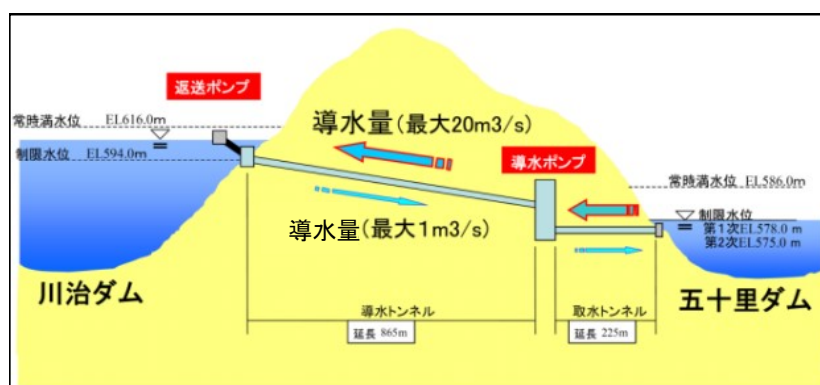 返送ポンプ
常時満水位 EL616.0m
制限水位 EL594.0m
導水量(最大20m3/s)
導水ポンプ
常時満水位 EL586.0m
制限水位
第1次EL578.0 m
第2次EL575.0 m
導水量(最大1m3/s)
川治ダム
五十里ダム
導水トンネル
延長 865m
取水トンネル
延長 225m